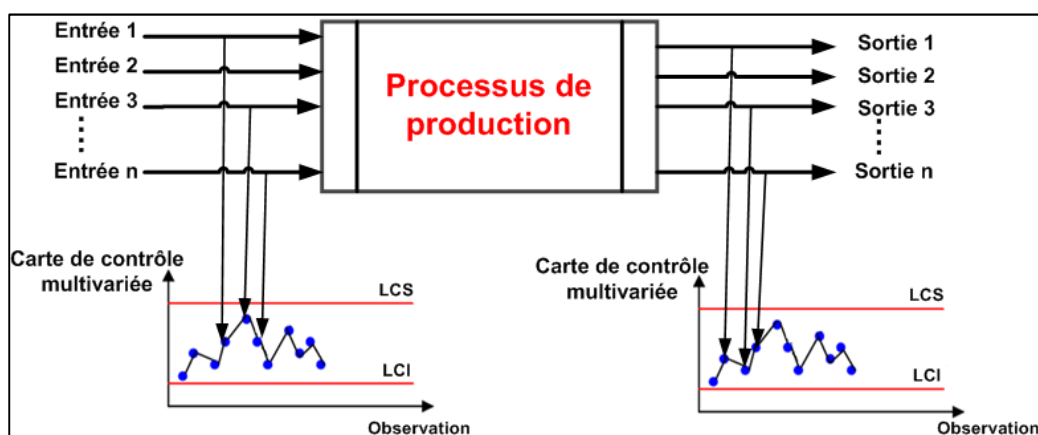 Entrée 1
Entrée 2
Entrée 3
Entrée n
Processus de
production
Sortie 1
Sortie 2
Sortie 3
Sortie n
Carte de contrôle
multivariée
LCS
LCI
Observation
Carte de contrôle
multivariée
LCS
LCI
Observation